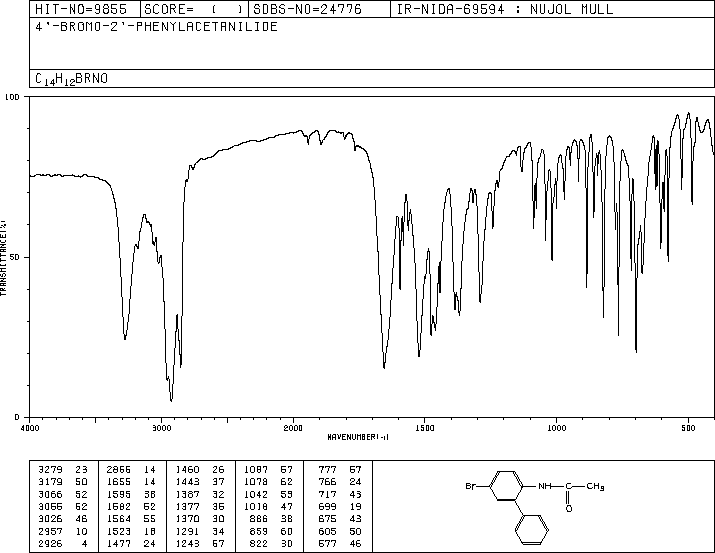 HIT-NO=9855 SCORE= ( ) SDBS-NO=24776 IR-NIDA-69594 : NUJOL MULL
4'-BROMO-2'-PHENYLACETANILIDE
C14H12BRNO
100
50
0
TRANSMITTANCE(%)
4000 3000 2000 1500 1000 500
WAVENUMBER(-1)
3279 23 2855 14 1460 26 1087 57 777 57
3179 50 1655 14 1443 37 1078 62 766 24
3066 52 1595 38 1387 32 1042 53 717 43
3055 52 1582 52 1377 35 1018 47 699 19
3026 46 1564 55 1370 30 886 38 675 43
2957 10 1523 18 1291 34 859 60 605 50
2926 4 1477 24 1243 57 822 30 577 46
Br NH C CH3
O